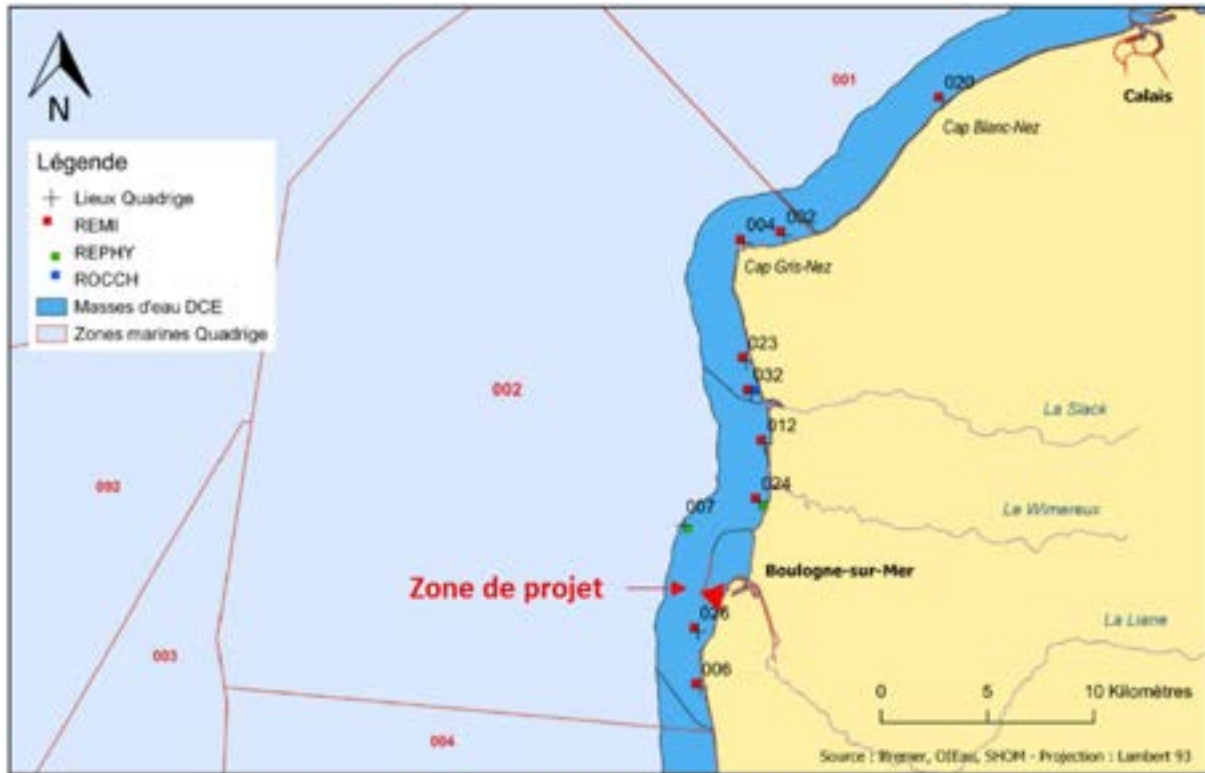 N
Légende
Lieux Quadrige
REMI
REPHY
ROCCH
Masses d'eau DCE
Zones marines Quadrige
001
020
Calais
Cap Blanc-Nez
002
004
Cap Gris-Nez
023
032
002
La Slack
012
024
007
Le Wimereux
Zone de projet
Boulogne-sur-Mer
026
La Liane
003
006
0 5 10 Kilomètres
004
Source : Ifremer, OIEau, SHOM - Projection : Lambert 93